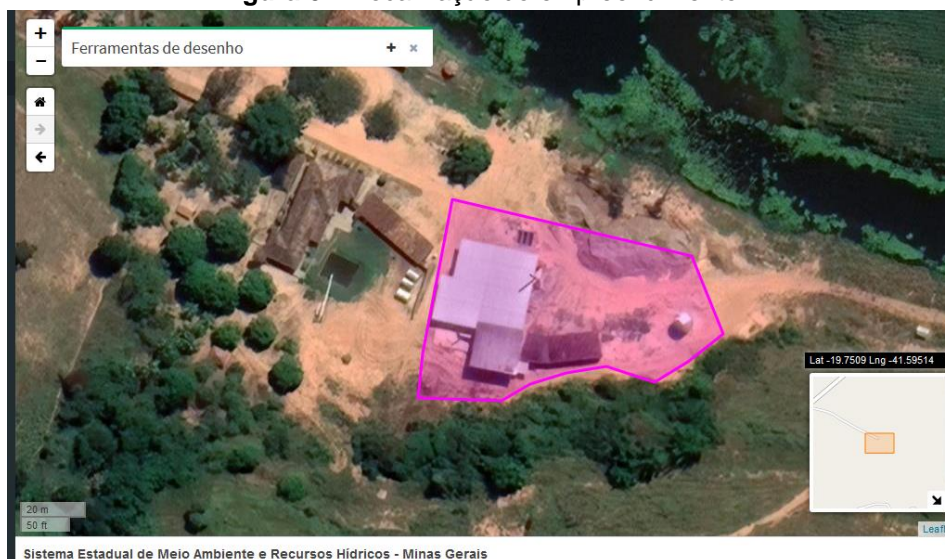 +
Ferramentas de desenho + ×
−
Lat -19.7509 Lng -41.59514
20 m
50 ft
Leafl
Sistema Estadual de Meio Ambiente e Recursos Hídricos - Minas Gerais